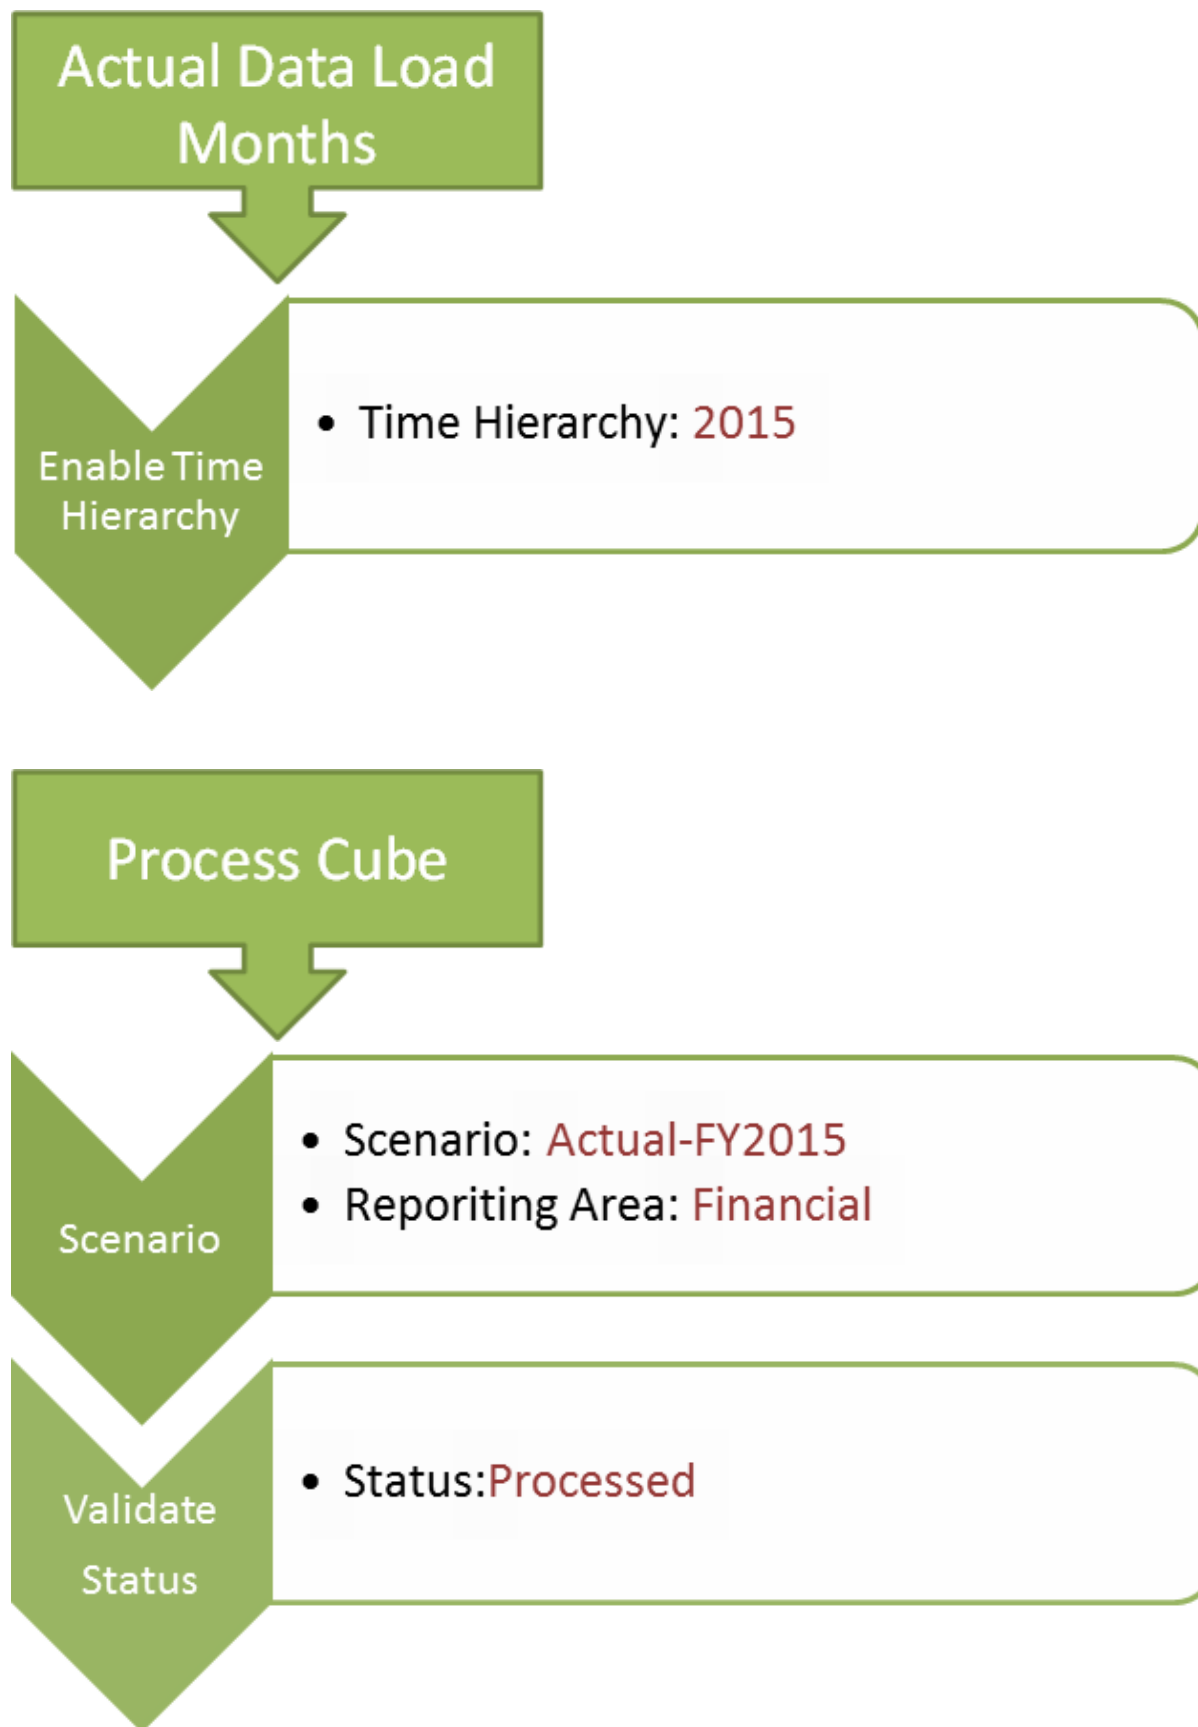 Actual Data Load
Months
• Time Hierarchy: 2015
Enable Time
Hierarchy
Process Cube
• Scenario: Actual-FY2015
• Reporiting Area: Financial
Scenario
• Status:Processed
Validate
Status